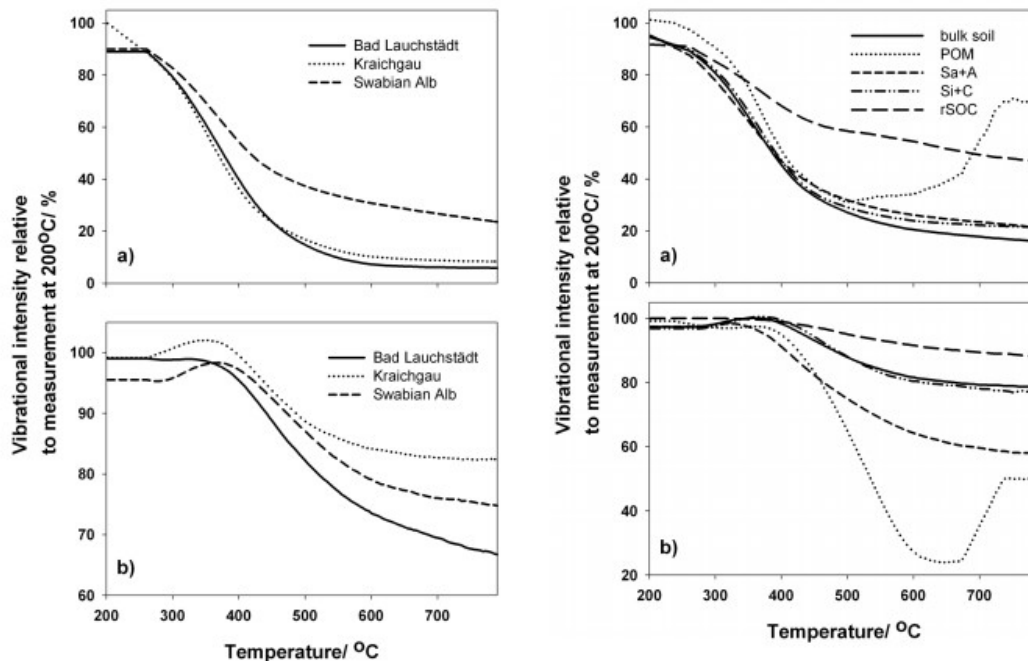 Vibrational intensity relative
to measurement at 200°C/ %
100
80
60
40
20
0
Bad Lauchstädt
Kraichgau
Swabian Alb
a)
100
90
80
70
60
Bad Lauchstädt
Kraichgau
Swabian Alb
b)
200 300 400 500 600 700
Temperature/ °C
Vibrational intensity relative
to measurement at 200°C/ %
100
80
60
40
20
0
bulk soil
POM
Sa+A
Si+C
rSOC
a)
100
80
60
40
20
b)
200 300 400 500 600 700
Temperature/ °C